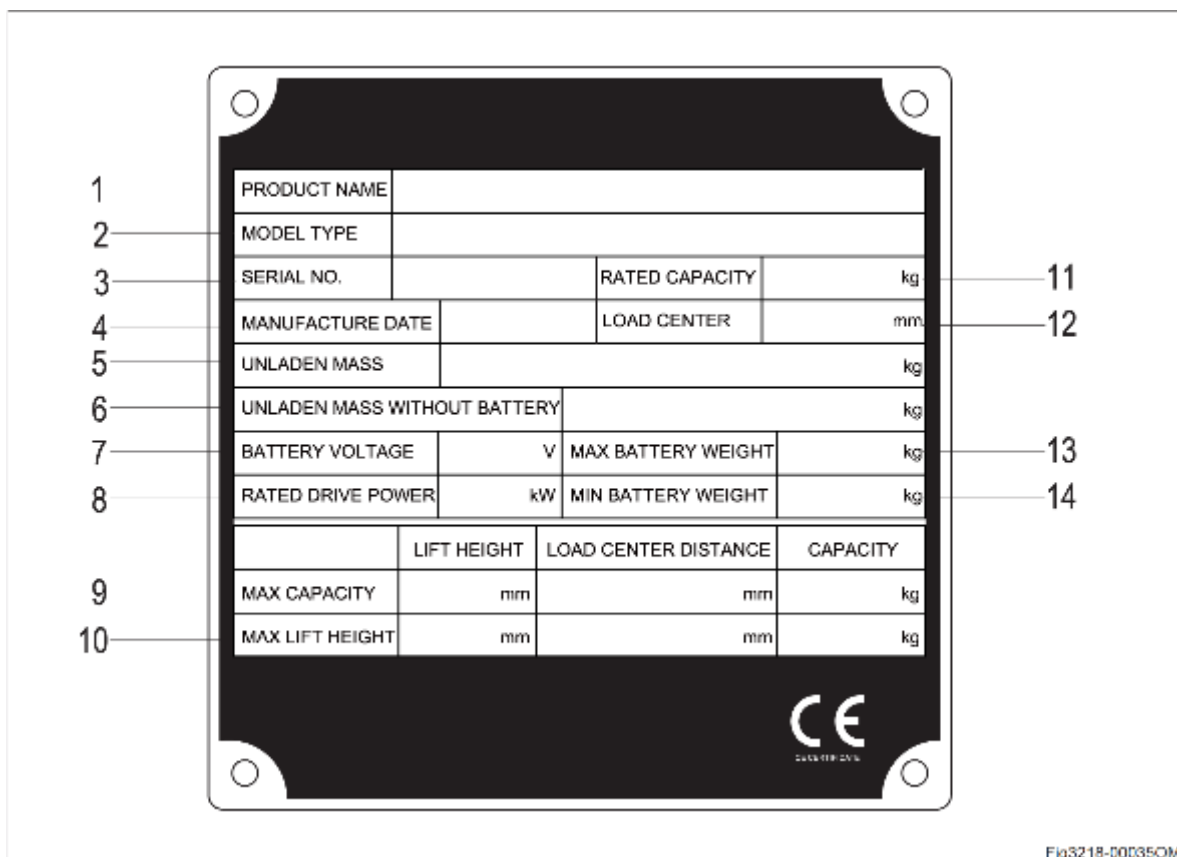 1 PRODUCT NAME
2 MODEL TYPE
3 SERIAL NO. RATED CAPACITY kg 11
4 MANUFACTURE DATE LOAD CENTER mm 12
5 UNLADEN MASS kg
6 UNLADEN MASS WITHOUT BATTERY kg
7 BATTERY VOLTAGE V MAX BATTERY WEIGHT kg 13
8 RATED DRIVE POWER kW MIN BATTERY WEIGHT kg 14
LIFT HEIGHT LOAD CENTER DISTANCE CAPACITY
9 MAX CAPACITY mm mm kg
10 MAX LIFT HEIGHT mm mm kg
CE
Fig3218-00035OM